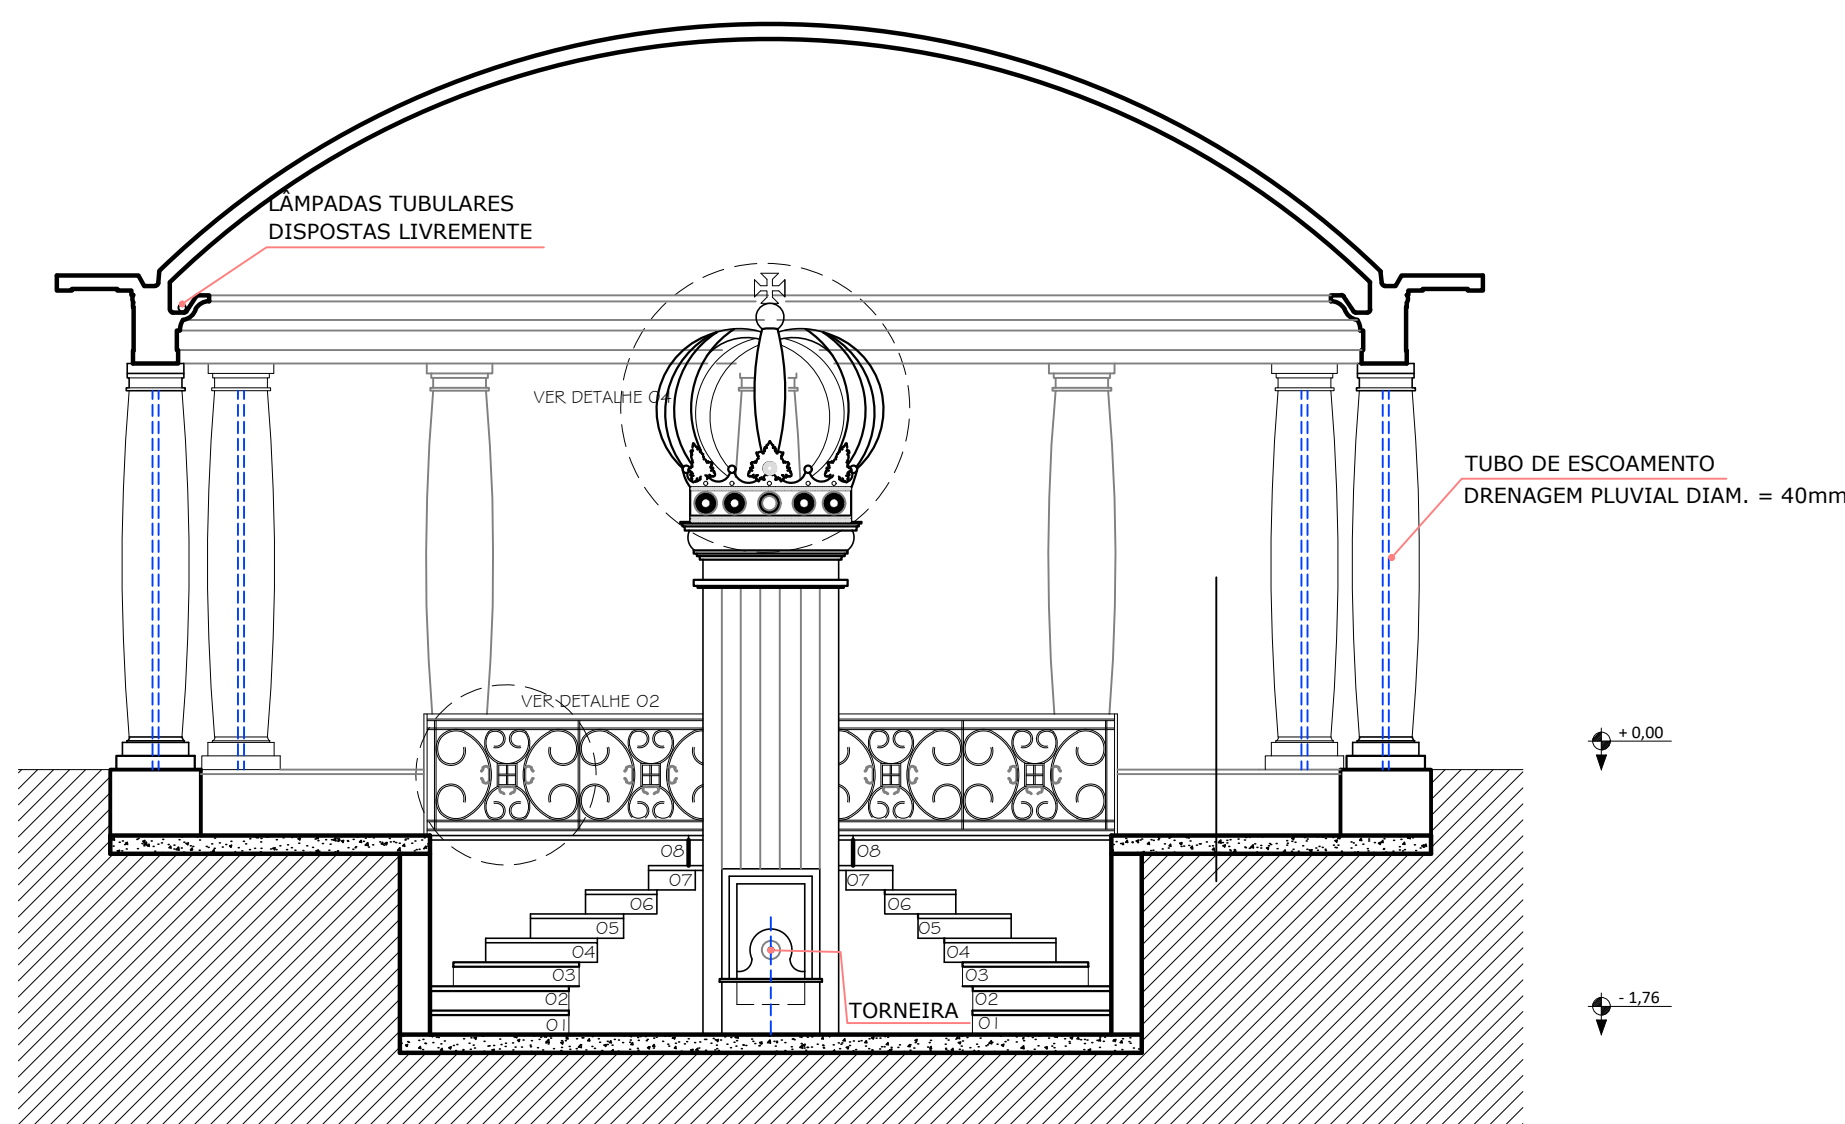 LÂMPADAS TUBULARES
DISPOSTAS LIVREMENTE
VER DETALHE 04
TUBO DE ESCOAMENTO
DRENAGEM PLUVIAL DIAM. = 40mm
VER DETALHE 02
+ 0,00
08 08
07 07
06 06
05 05
04 04
03 03
02 02
- 1,76
TORNEIRA
01 01